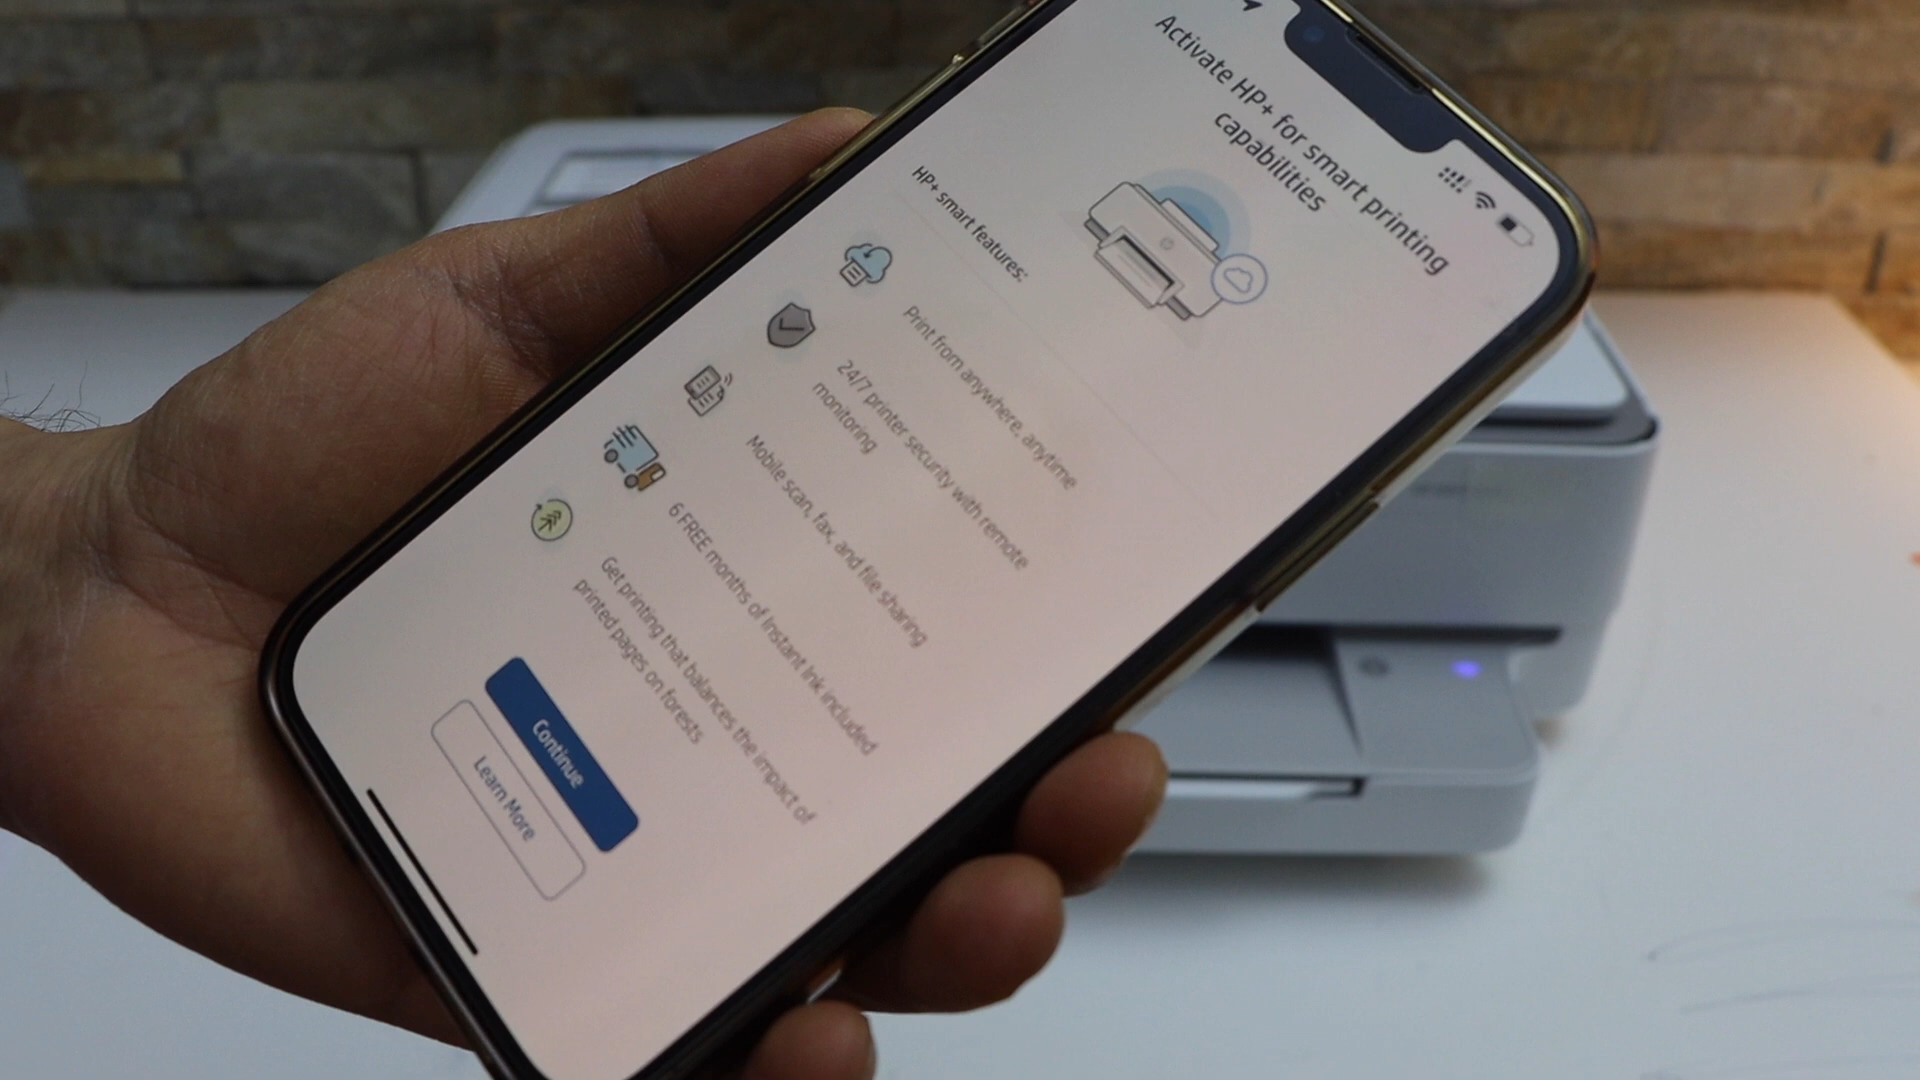 Activate HP+ for smart printing
capabilities
HP+ smart features:
Print from anywhere, anytime
24/7 printer security with remote
monitoring
Mobile scan, fax, and file sharing
6 FREE months of Instant Ink included
Get printing that balances the impact of
printed pages on forests
Continue
Learn More